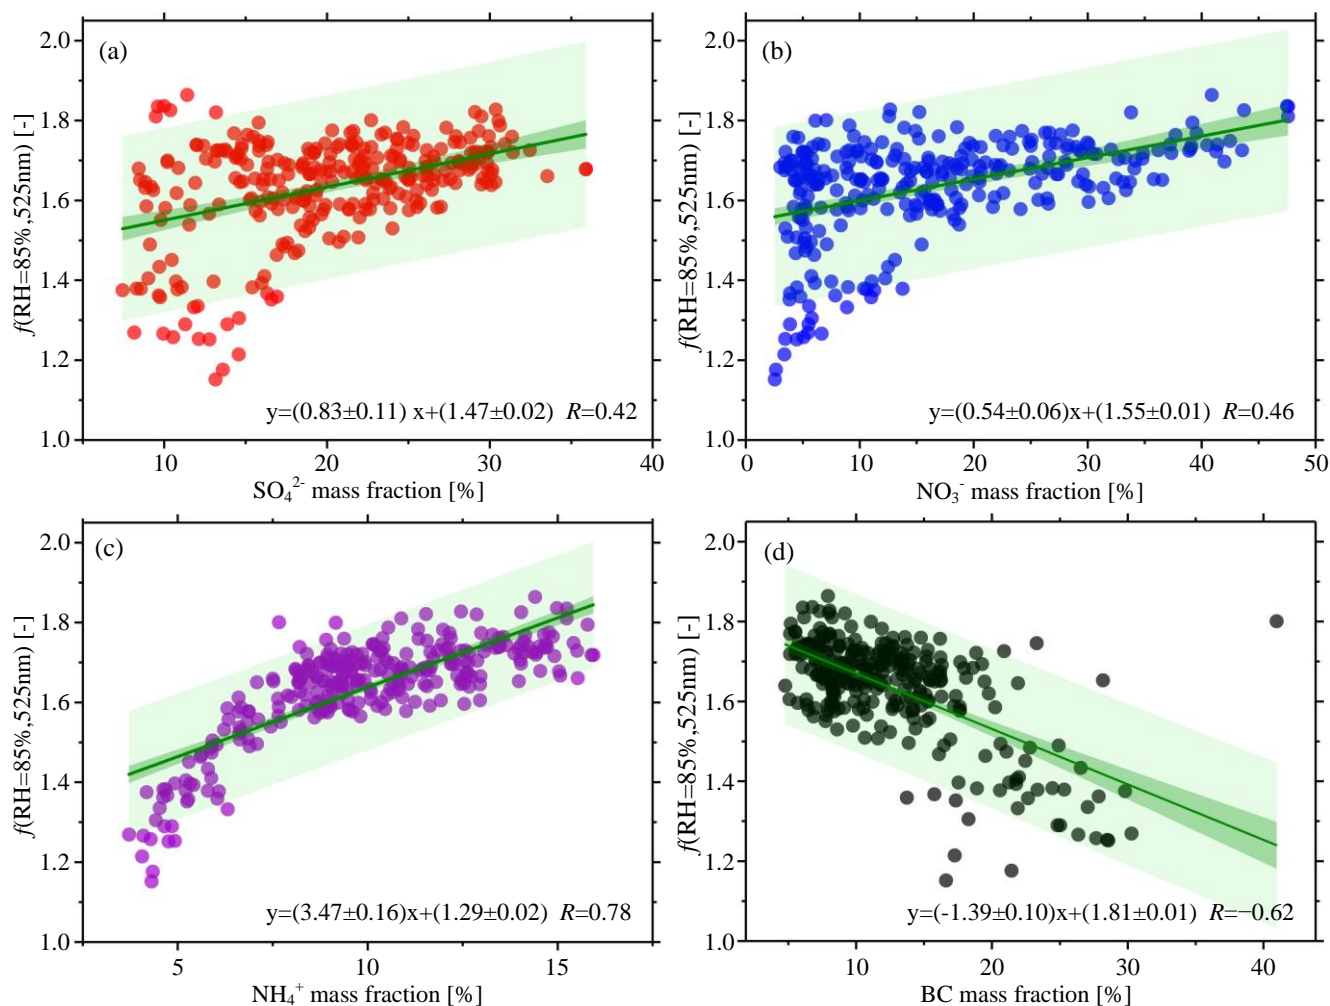 (a)
2.0
1.8
1.6
1.4
1.2
1.0
f(RH=85%,525nm) [-]
y=(0.83±0.11) x+(1.47±0.02) R=0.42
10 20 30 40
SO₄²⁻ mass fraction [%]
(b)
2.0
1.8
1.6
1.4
1.2
1.0
f(RH=85%,525nm) [-]
y=(0.54±0.06)x+(1.55±0.01) R=0.46
0 10 20 30 40 50
NO₃⁻ mass fraction [%]
(c)
2.0
1.8
1.6
1.4
1.2
1.0
f(RH=85%,525nm) [-]
y=(3.47±0.16)x+(1.29±0.02) R=0.78
5 10 15
NH₄⁺ mass fraction [%]
(d)
2.0
1.8
1.6
1.4
1.2
1.0
f(RH=85%,525nm) [-]
y=(-1.39±0.10)x+(1.81±0.01) R=−0.62
10 20 30 40
BC mass fraction [%]